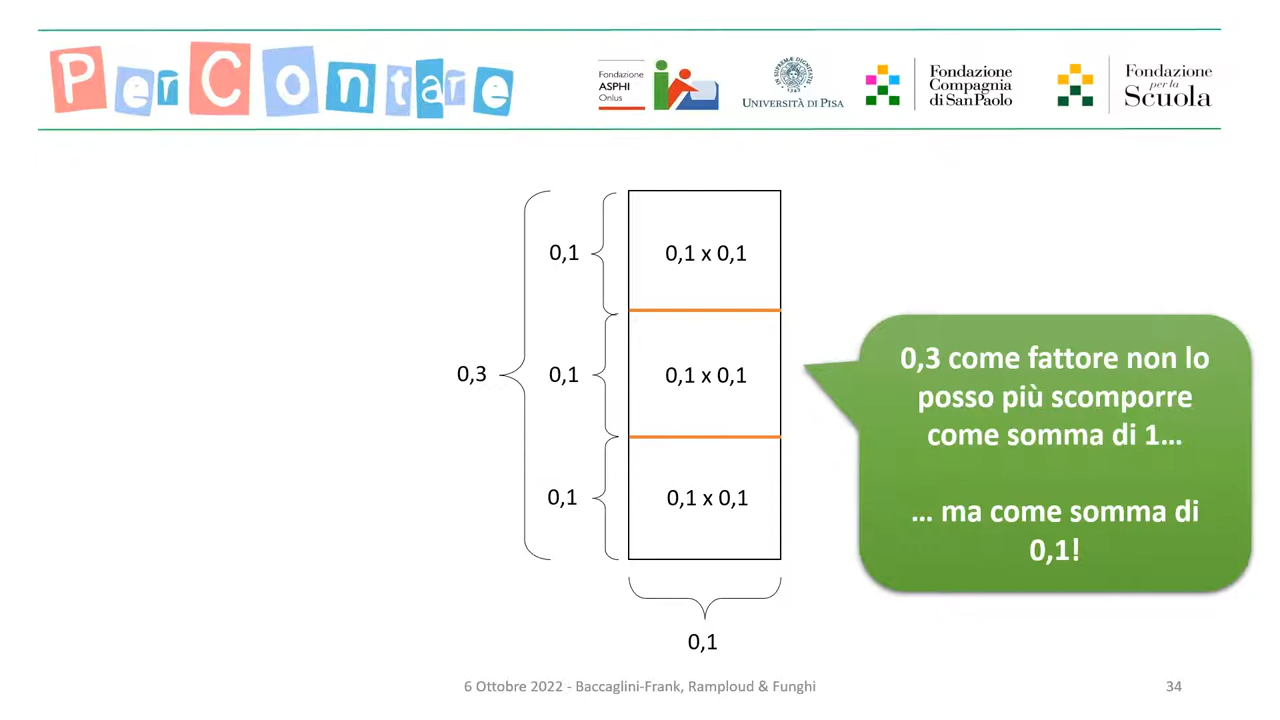 PerContare
Fondazione
ASPHI
Onlus
UNIVERSITÀ DI PISA
Fondazione
Compagnia
di San Paolo
Fondazione
per la
Scuola
0,1
0,1 x 0,1
0,3
0,1
0,1 x 0,1
0,1
0,1 x 0,1
0,1
0,3 come fattore non lo
posso più scomporre
come somma di 1...
... ma come somma di
0,1!
6 Ottobre 2022 - Baccaglini-Frank, Ramploud & Funghi
34